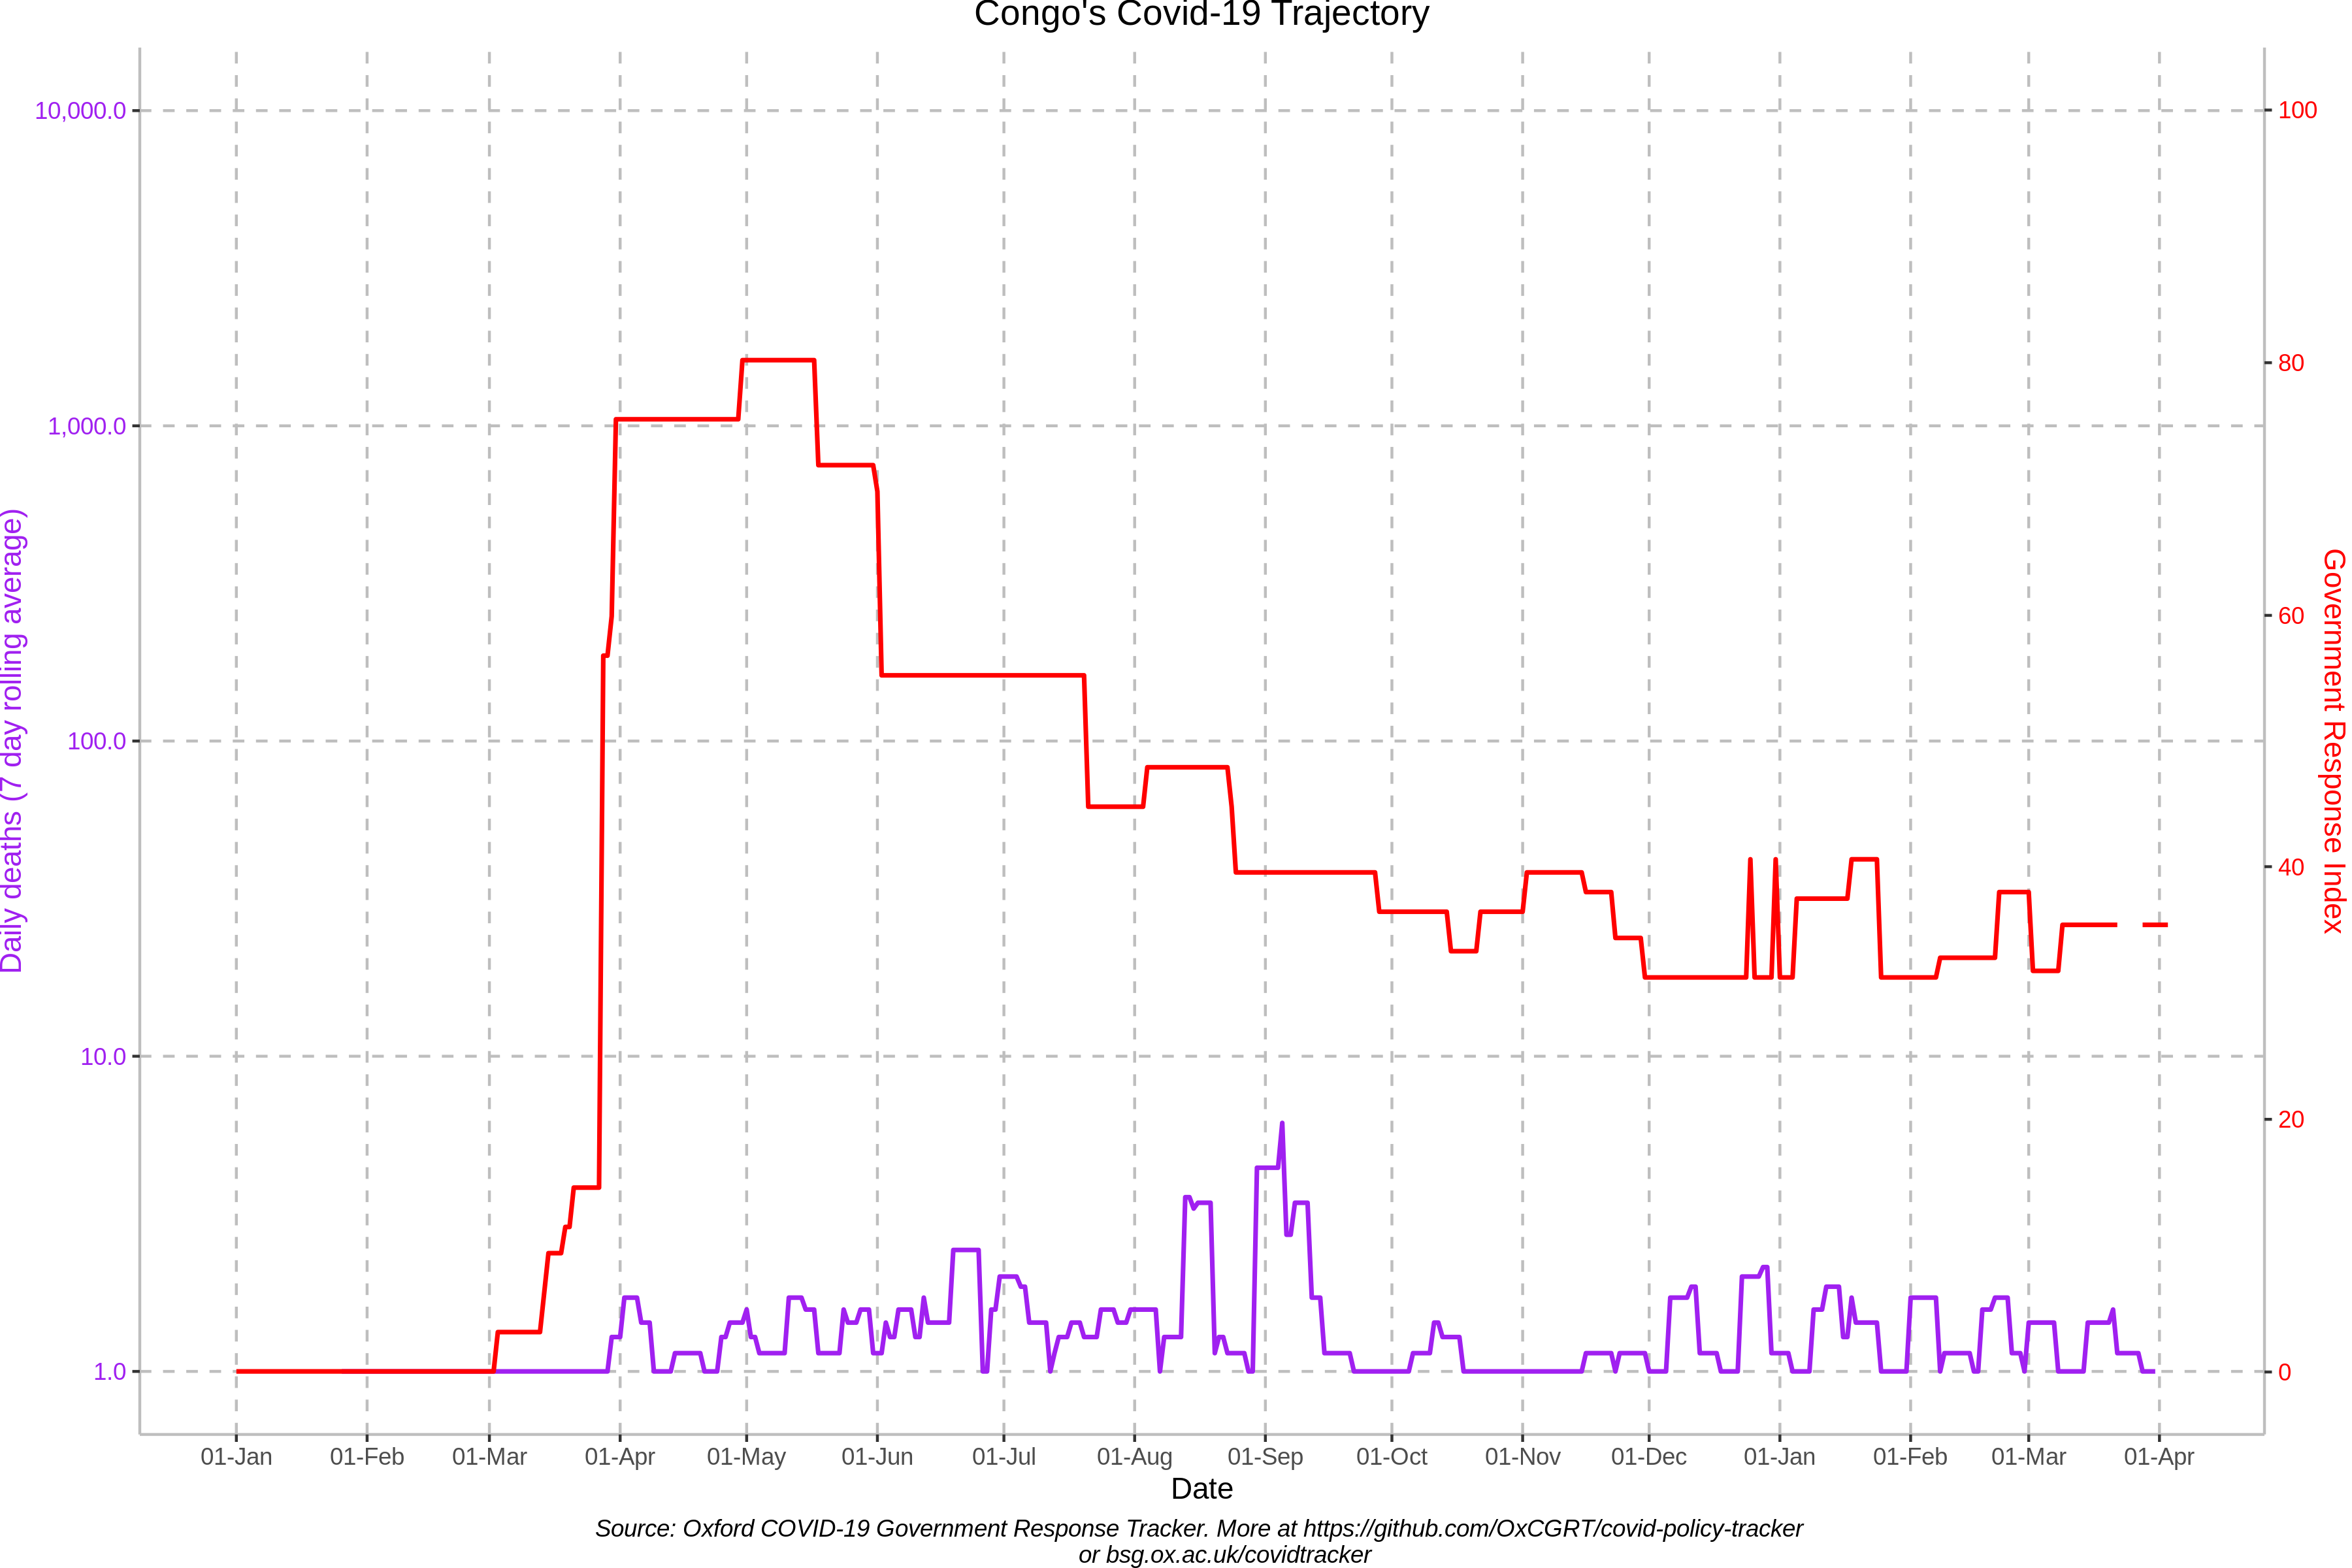 Congo's Covid-19 Trajectory
10,000.0
1,000.0
100.0
10.0
1.0
Daily deaths (7 day rolling average)
100
80
60
40
20
0
Government Response Index
01-Jan 01-Feb 01-Mar 01-Apr 01-May 01-Jun 01-Jul 01-Aug 01-Sep 01-Oct 01-Nov 01-Dec 01-Jan 01-Feb 01-Mar 01-Apr
Date
Source: Oxford COVID-19 Government Response Tracker. More at https://github.com/OxCGRT/covid-policy-tracker
or bsg.ox.ac.uk/covidtracker